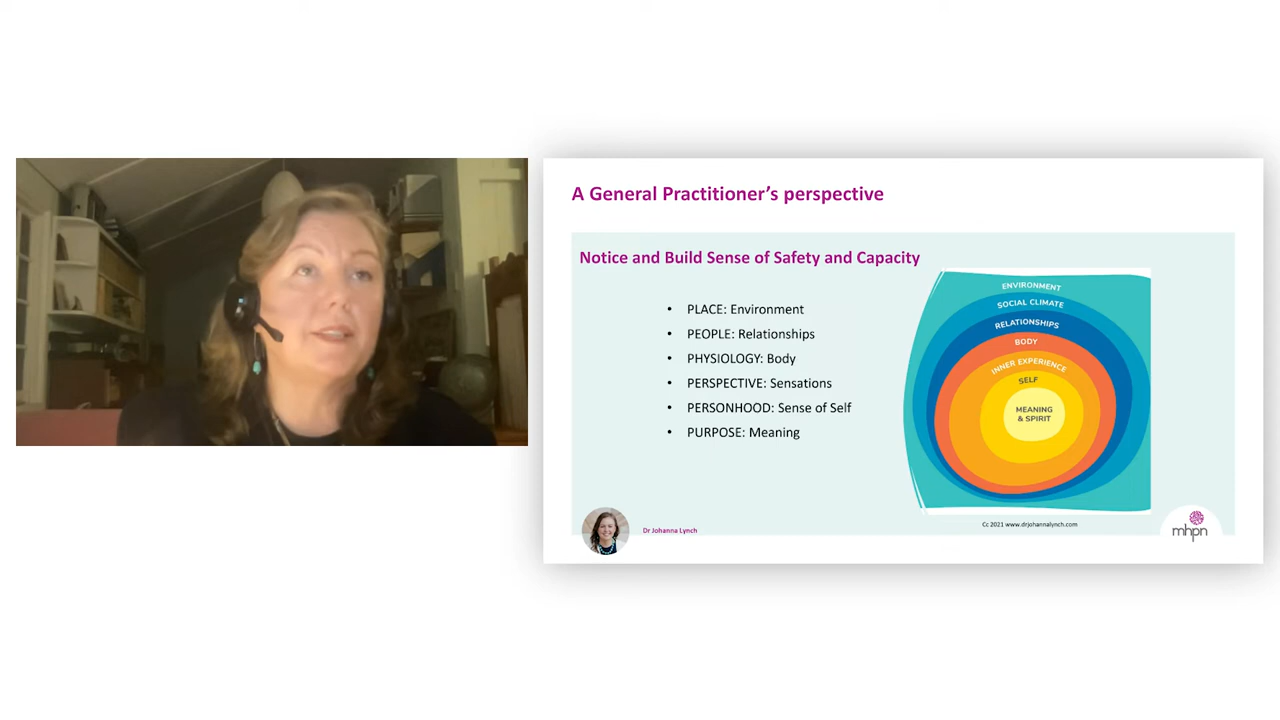 A General Practitioner's perspective
Notice and Build Sense of Safety and Capacity
• PLACE: Environment
• PEOPLE: Relationships
• PHYSIOLOGY: Body
• PERSPECTIVE: Sensations
• PERSONHOOD: Sense of Self
• PURPOSE: Meaning
ENVIRONMENT
SOCIAL CLIMATE
RELATIONSHIPS
BODY
INNER EXPERIENCE
SELF
MEANING
& SPIRIT
Cc 2021 www.drjohannalynch.com
Dr Johanna Lynch
mhpn